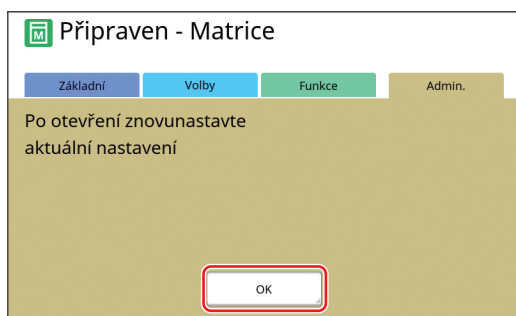 M
Připraven - Matrice
Základní
Volby
Funkce
Admin.
Po otevření znovunastavte
aktuální nastavení
OK